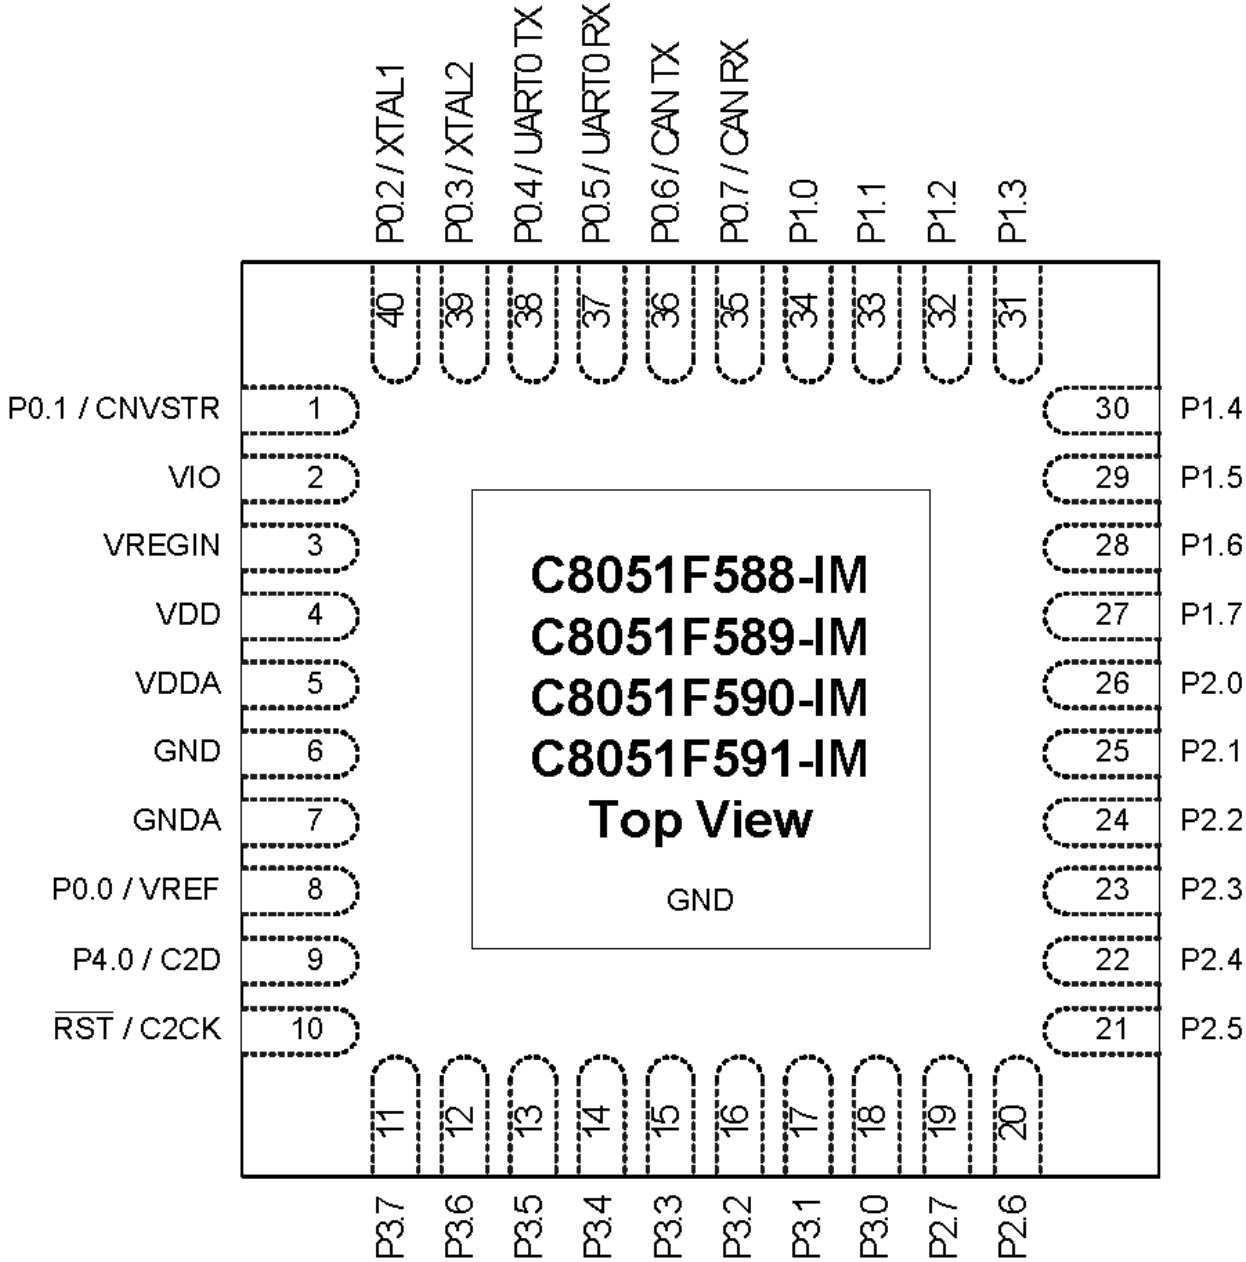 P0.2 / XTAL1
P0.3 / XTAL2
P0.4 / UART0 TX
P0.5 / UART0 RX
P0.6 / CAN TX
P0.7 / CAN RX
P1.0
P1.1
P1.2
P1.3
40
39
38
37
36
35
34
33
32
31
P0.1 / CNVSTR 1
VIO 2
VREGIN 3
VDD 4
VDDA 5
GND 6
GNDA 7
P0.0 / VREF 8
P4.0 / C2D 9
RST / C2CK 10
C8051F588-IM
C8051F589-IM
C8051F590-IM
C8051F591-IM
Top View
GND
30 P1.4
29 P1.5
28 P1.6
27 P1.7
26 P2.0
25 P2.1
24 P2.2
23 P2.3
22 P2.4
21 P2.5
11
12
13
14
15
16
17
18
19
20
P3.7
P3.6
P3.5
P3.4
P3.3
P3.2
P3.1
P3.0
P2.7
P2.6